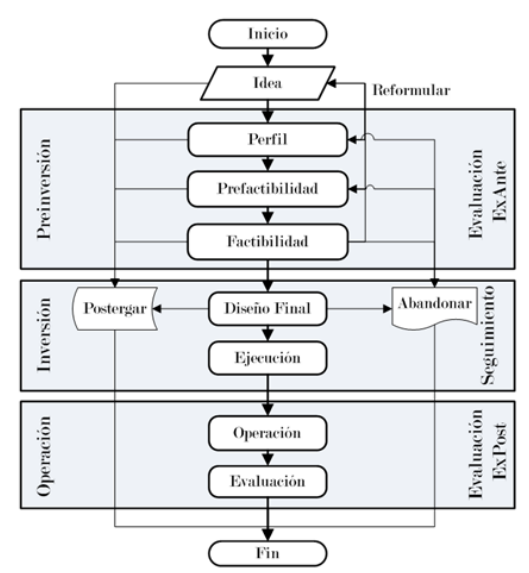 Inicio
Idea
Reformular
Preinversión
Perfil
Prefactibilidad
Factibilidad
Evaluación
ExAnte
Inversión
Postergar
Diseño Final
Abandonar
Ejecución
Seguimiento
Operación
Operación
Evaluación
Evaluación
ExPost
Fin